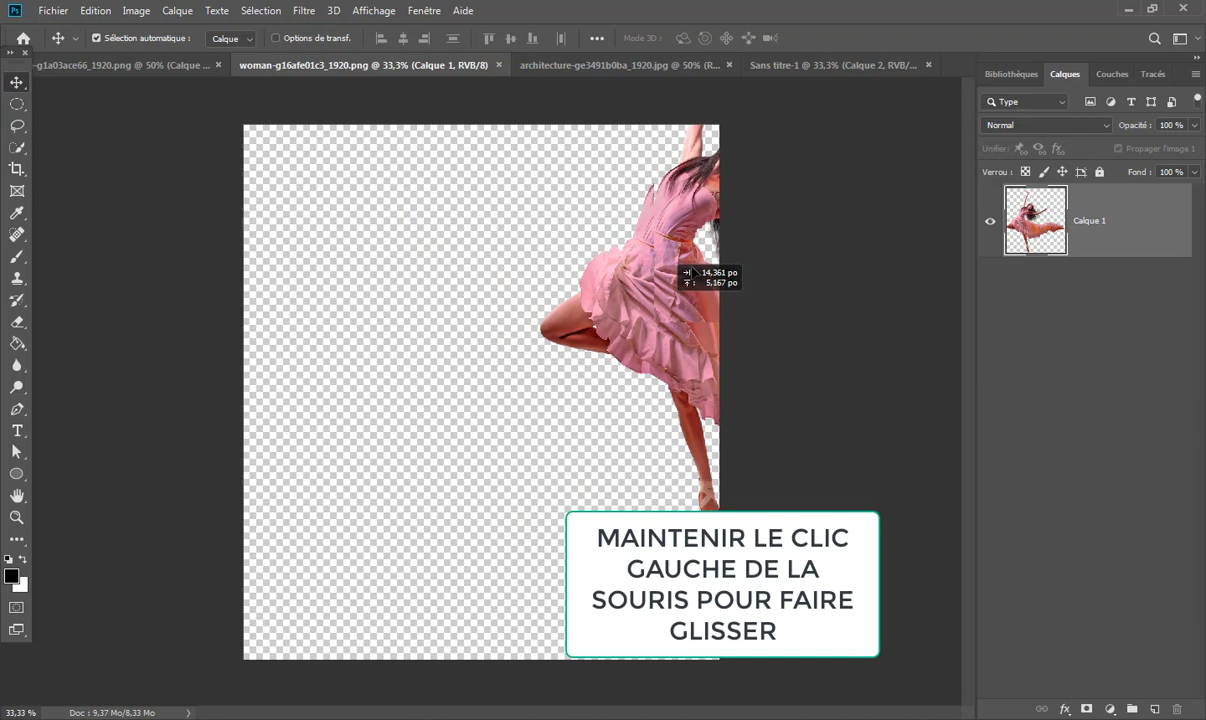 Ps
Fichier Edition Image Calque Texte Sélection Filtre 3D Affichage Fenêtre Aide
Sélection automatique : Calque Options de transf. Mode 3D :
-g1a03ace66_1920.png @ 50% (Calque ... × woman-g16afe01c3_1920.png @ 33,3% (Calque 1, RVB/8) × architecture-ge3491b0ba_1920.jpg @ 50% (R... × Sans titre-1 @ 33,3% (Calque 2, RVB/... ×
Bibliothèques Calques Couches Tracés
Type
Normal Opacité : 100 %
Unifier : Propager l'image 1
Verrou : Fond : 100 %
Calque 1
14,361 po
: 5,167 po
MAINTENIR LE CLIC
GAUCHE DE LA
SOURIS POUR FAIRE
GLISSER
33,33 % Doc : 9,37 Mo/8,33 Mo